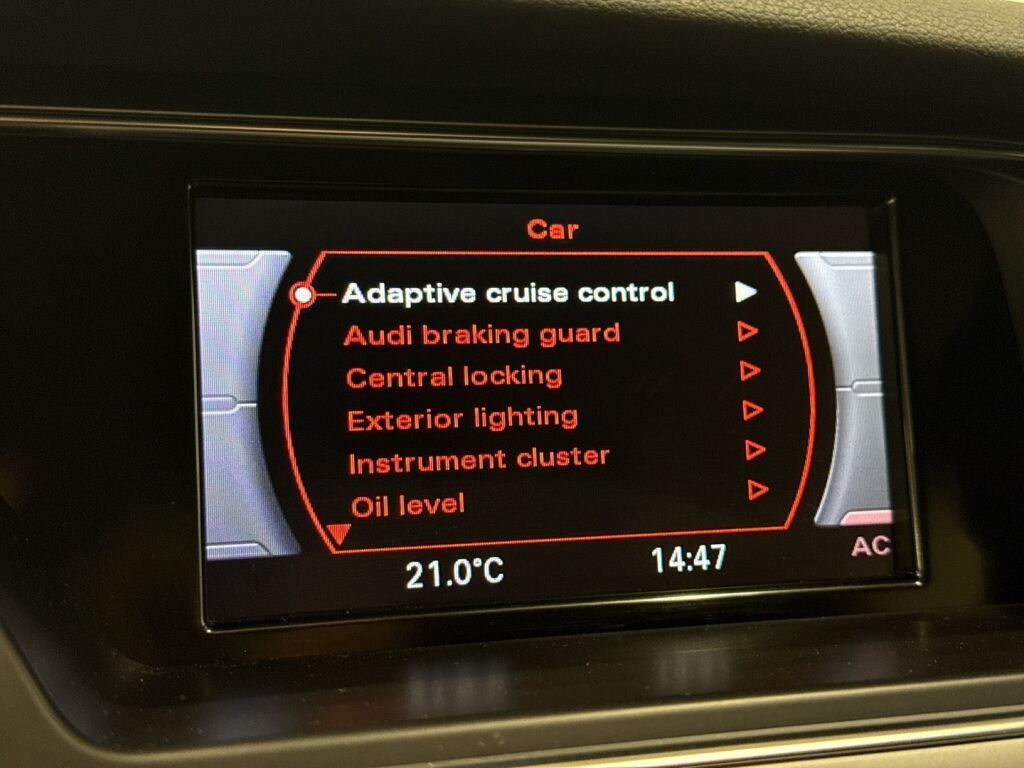 Car
Adaptive cruise control
Audi braking guard
Central locking
Exterior lighting
Instrument cluster
Oil level
21.0°C 14:47
AC